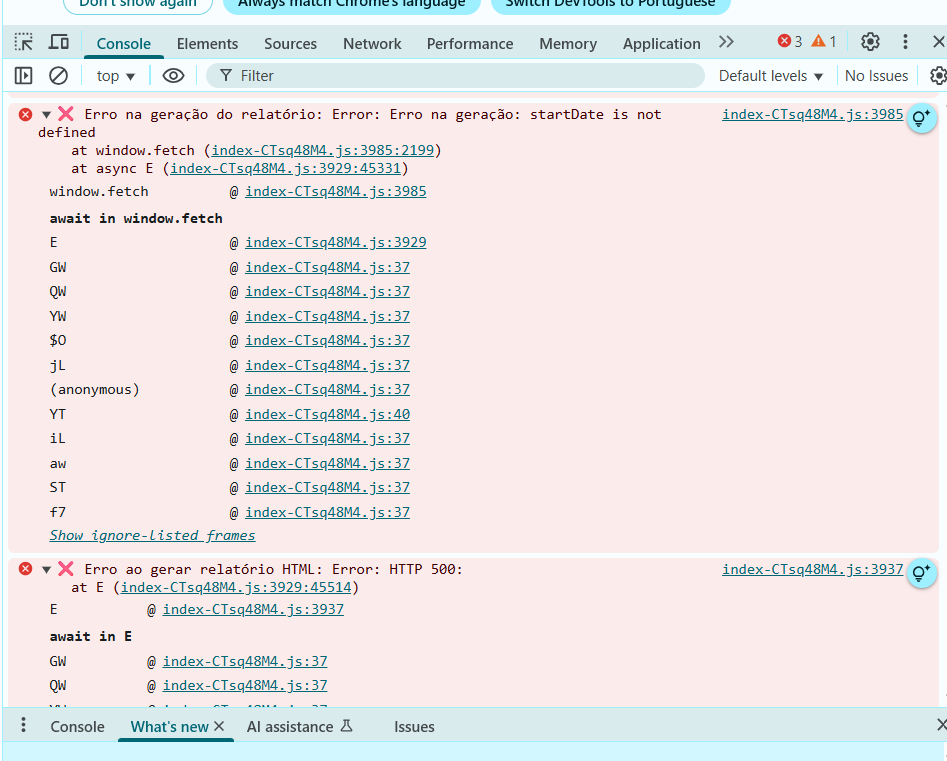 Don't show again Always match Chrome's language Switch DevTools to Portuguese
Console Elements Sources Network Performance Memory Application 3 1
top Filter Default levels No Issues
Erro na geração do relatório: Error: Erro na geração: startDate is not index-CTsq48M4.js:3985
defined
at window.fetch (index-CTsq48M4.js:3985:2199)
at async E (index-CTsq48M4.js:3929:45331)
window.fetch @ index-CTsq48M4.js:3985
await in window.fetch
E @ index-CTsq48M4.js:3929
GW @ index-CTsq48M4.js:37
QW @ index-CTsq48M4.js:37
YW @ index-CTsq48M4.js:37
$O @ index-CTsq48M4.js:37
jL @ index-CTsq48M4.js:37
(anonymous) @ index-CTsq48M4.js:37
YT @ index-CTsq48M4.js:40
iL @ index-CTsq48M4.js:37
aw @ index-CTsq48M4.js:37
ST @ index-CTsq48M4.js:37
f7 @ index-CTsq48M4.js:37
Show ignore-listed frames
Erro ao gerar relatório HTML: Error: HTTP 500: index-CTsq48M4.js:3937
at E (index-CTsq48M4.js:3929:45514)
E @ index-CTsq48M4.js:3937
await in E
GW @ index-CTsq48M4.js:37
QW @ index-CTsq48M4.js:37
Console What's new AI assistance Issues